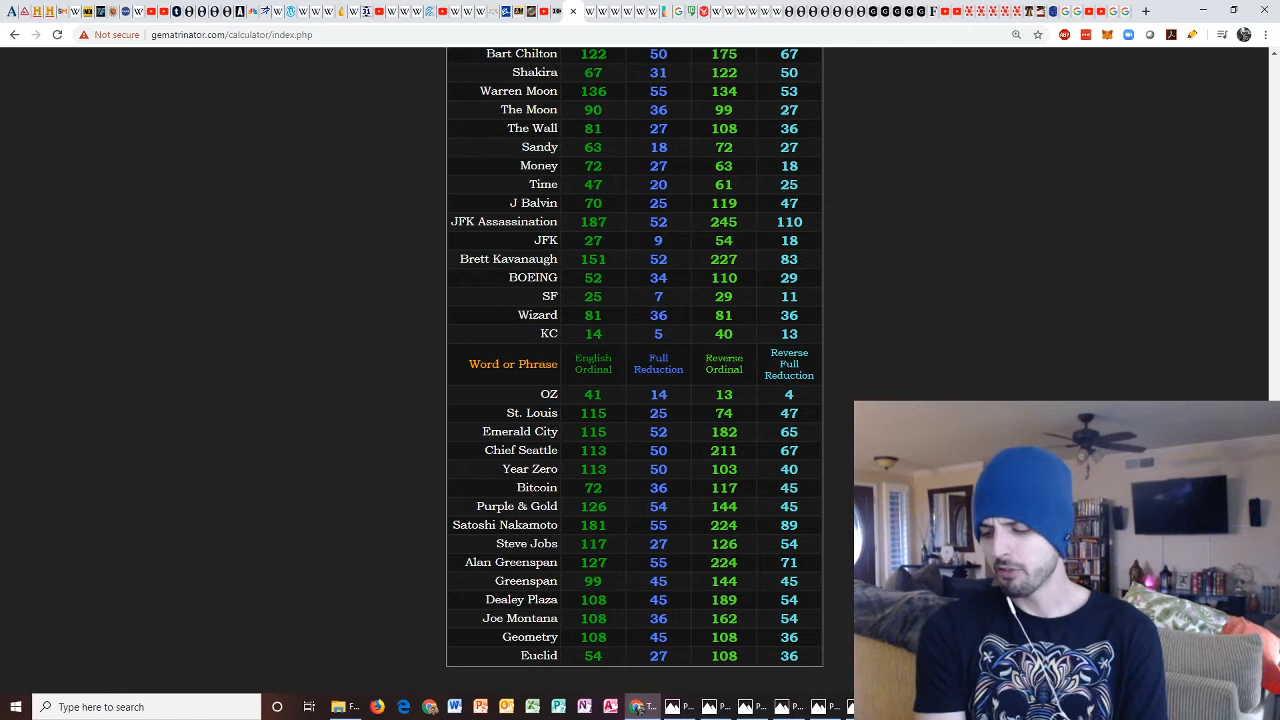 Not secure gematrinator.com/calculator/index.php
Bart Chilton 122 50 175 67
Shakira 67 31 122 50
Warren Moon 136 55 134 53
The Moon 90 36 99 27
The Wall 81 27 108 36
Sandy 63 18 72 27
Money 72 27 63 18
Time 47 20 61 25
J Balvin 70 25 119 47
JFK Assassination 187 52 245 110
JFK 27 9 54 18
Brett Kavanaugh 151 52 227 83
BOEING 52 34 110 29
SF 25 7 29 11
Wizard 81 36 81 36
KC 14 5 40 13
Word or Phrase English Ordinal Full Reduction Reverse Ordinal Reverse Full Reduction
OZ 41 14 13 4
St. Louis 115 25 74 47
Emerald City 115 52 182 65
Chief Seattle 113 50 211 67
Year Zero 113 50 103 40
Bitcoin 72 36 117 45
Purple & Gold 126 54 144 45
Satoshi Nakamoto 181 55 224 89
Steve Jobs 117 27 126 54
Alan Greenspan 127 55 224 71
Greenspan 99 45 144 45
Dealey Plaza 108 45 189 54
Joe Montana 108 36 162 54
Geometry 108 45 108 36
Euclid 54 27 108 36
Type here to search